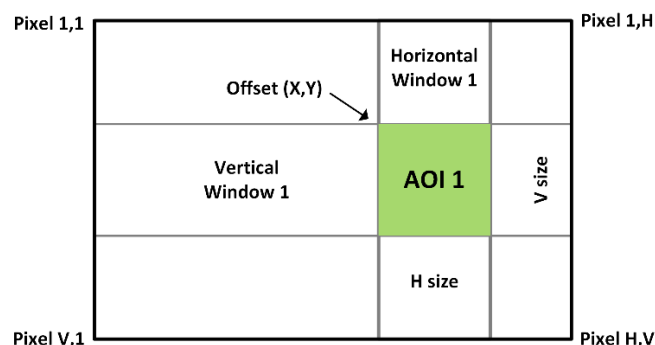 Pixel 1,1
Pixel 1,H
Horizontal
Window 1
Offset (X,Y)
Vertical
Window 1
AOI 1
V size
H size
Pixel V,1
Pixel H,V